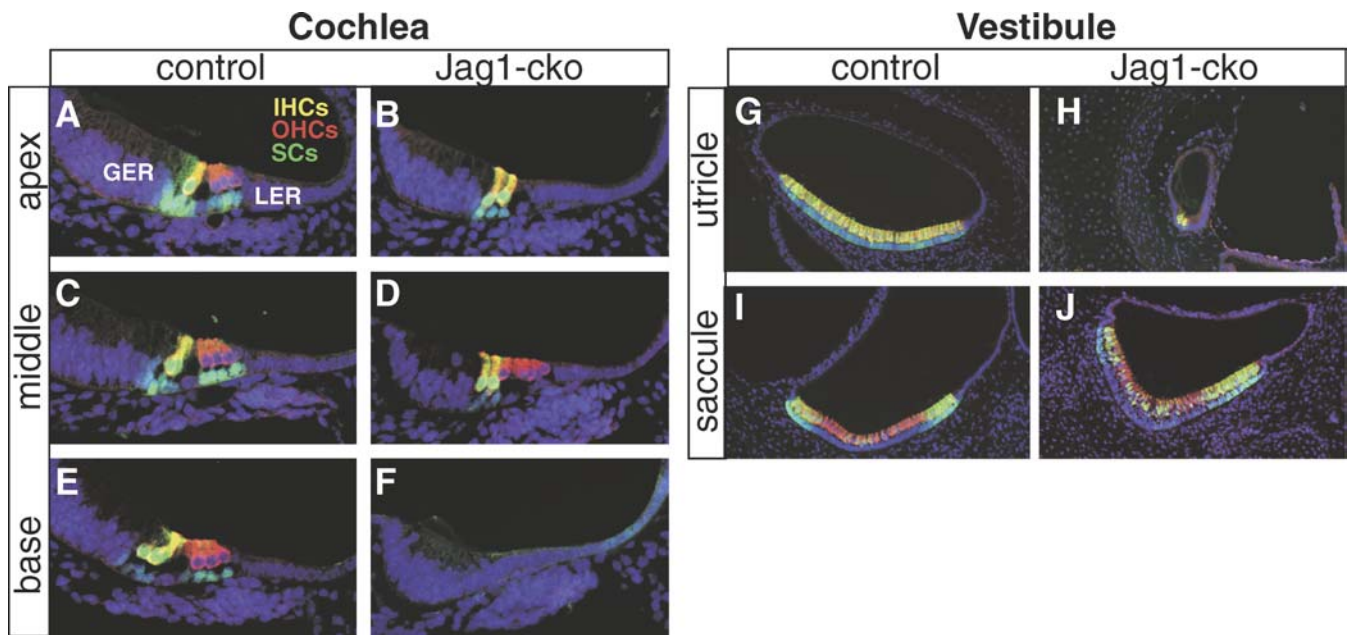 Cochlea
control
Jag1-cko
apex
A
IHCs
OHCs
SCs
GER
LER
B
middle
C
D
base
E
F
Vestibule
control
Jag1-cko
utricle
G
H
saccule
I
J